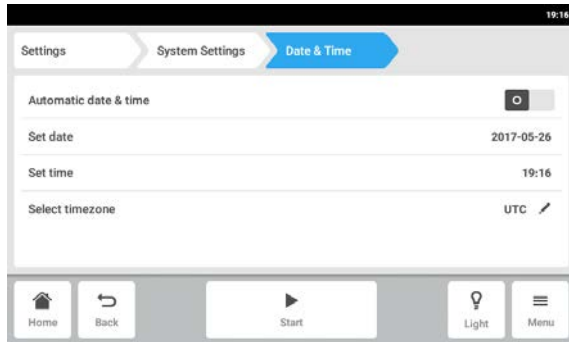 19:16
Settings System Settings Date & Time
Automatic date & time O
Set date 2017-05-26
Set time 19:16
Select timezone UTC
Home Back Start Light Menu